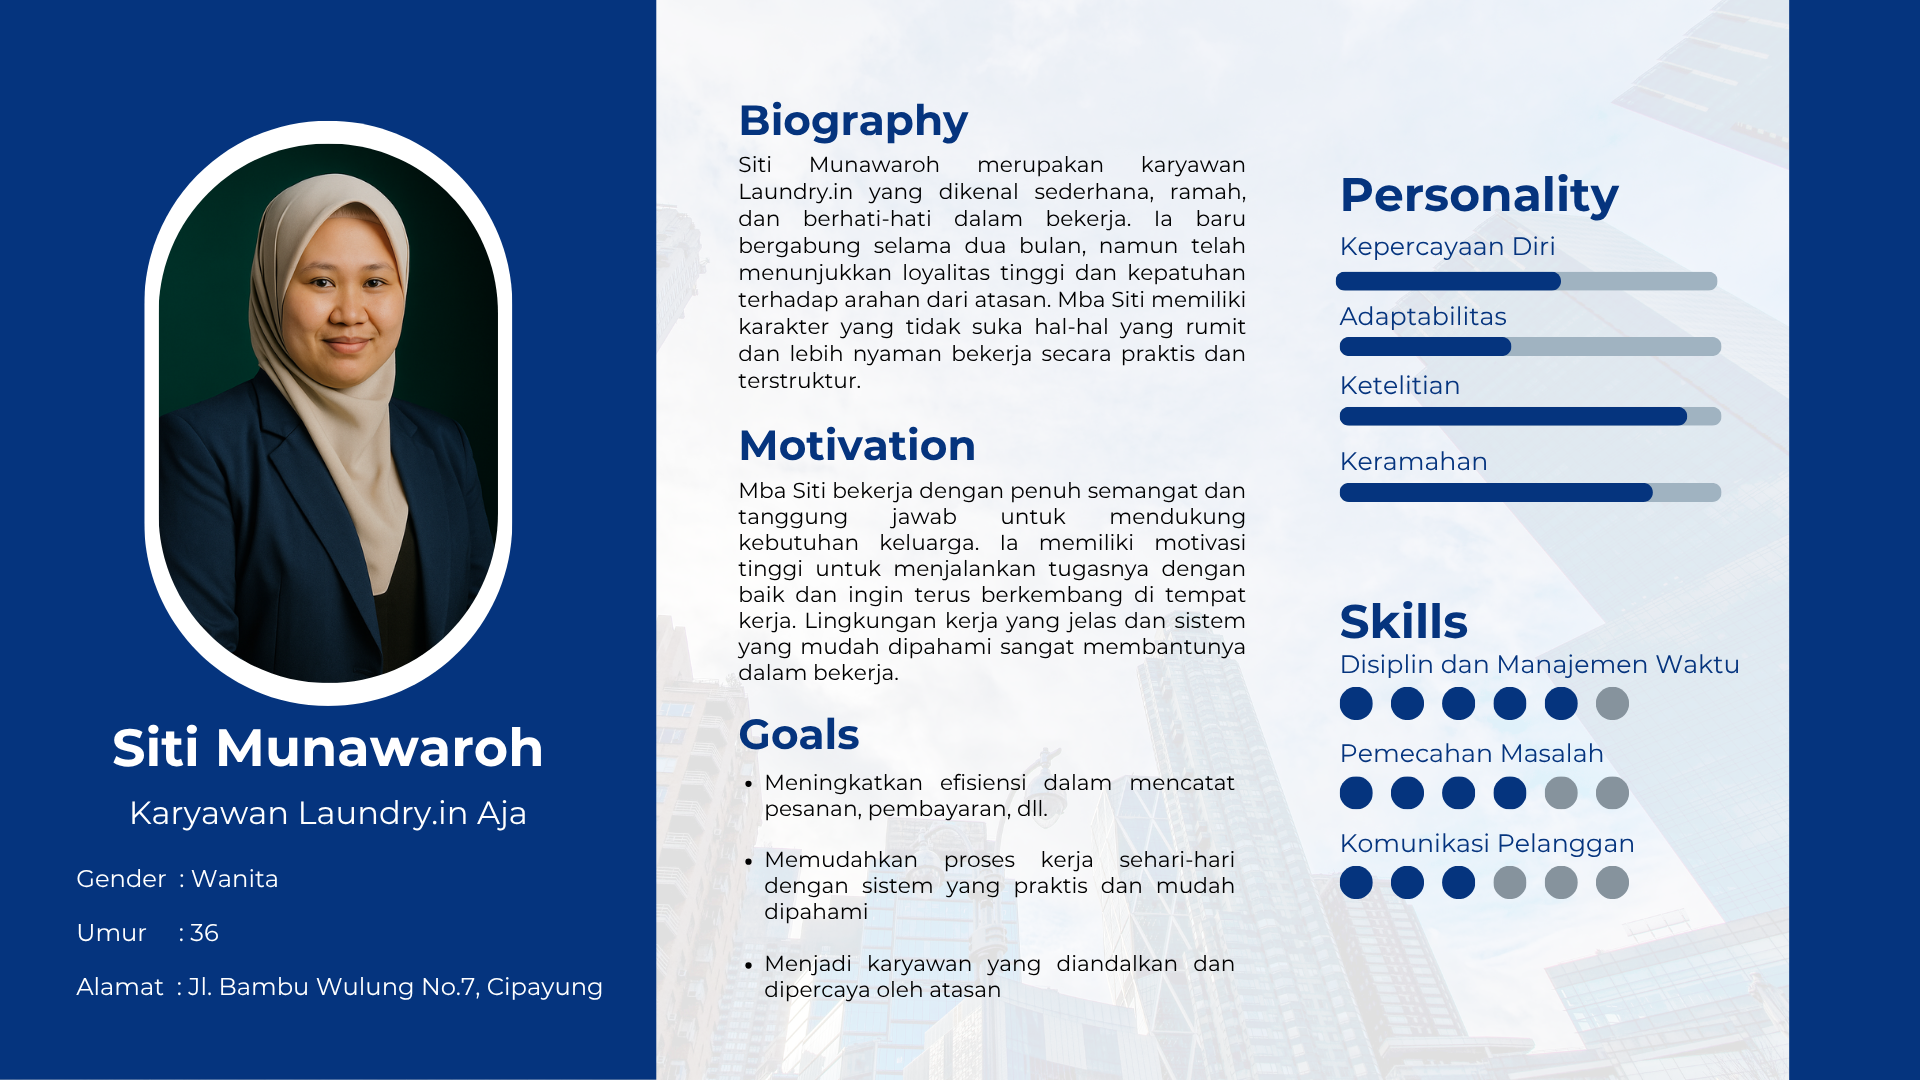 Siti Munawaroh
Karyawan Laundry.in Aja
Gender : Wanita
Umur : 36
Alamat : Jl. Bambu Wulung No.7, Cipayung
Biography
Siti Munawaroh merupakan karyawan
Laundry.in yang dikenal sederhana, ramah,
dan berhati-hati dalam bekerja. Ia baru
bergabung selama dua bulan, namun telah
menunjukkan loyalitas tinggi dan kepatuhan
terhadap arahan dari atasan. Mba Siti memiliki
karakter yang tidak suka hal-hal yang rumit
dan lebih nyaman bekerja secara praktis dan
terstruktur.
Motivation
Mba Siti bekerja dengan penuh semangat dan
tanggung jawab untuk mendukung
kebutuhan keluarga. Ia memiliki motivasi
tinggi untuk menjalankan tugasnya dengan
baik dan ingin terus berkembang di tempat
kerja. Lingkungan kerja yang jelas dan sistem
yang mudah dipahami sangat membantunya
dalam bekerja.
Goals
• Meningkatkan efisiensi dalam mencatat
pesanan, pembayaran, dll.
• Memudahkan proses kerja sehari-hari
dengan sistem yang praktis dan mudah
dipahami
• Menjadi karyawan yang diandalkan dan
dipercaya oleh atasan
Personality
Kepercayaan Diri
Adaptabilitas
Ketelitian
Keramahan
Skills
Disiplin dan Manajemen Waktu
Pemecahan Masalah
Komunikasi Pelanggan